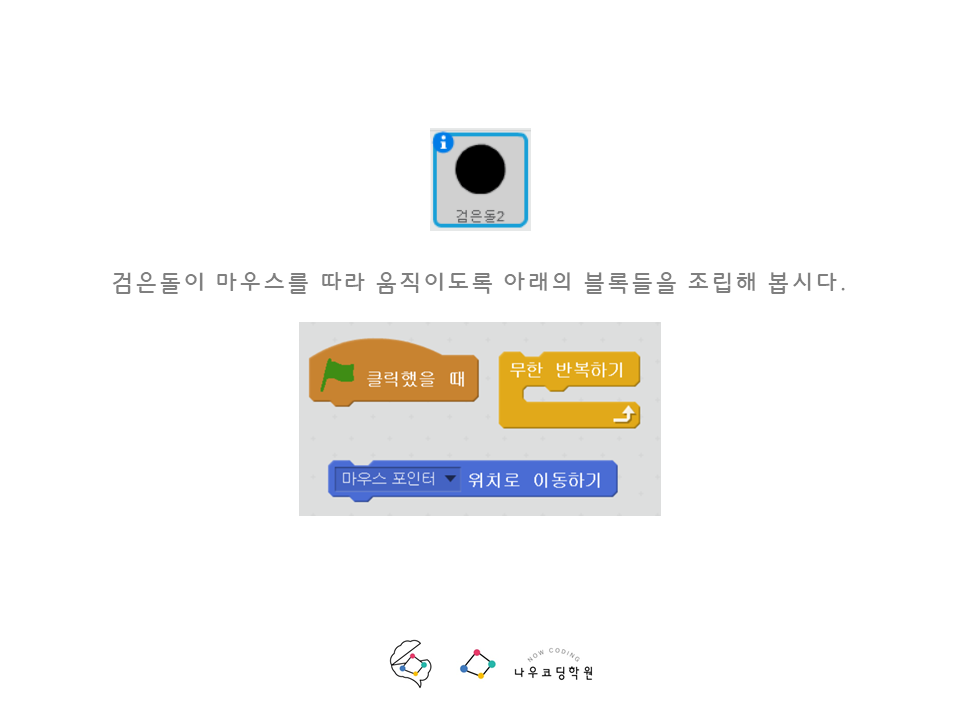 검은돌2
검은돌이 마우스를 따라 움직이도록 아래의 블록들을 조립해 봅시다.
클릭했을 때
무한 반복하기
마우스 포인터 위치로 이동하기
NOW CODING
나우코딩학원